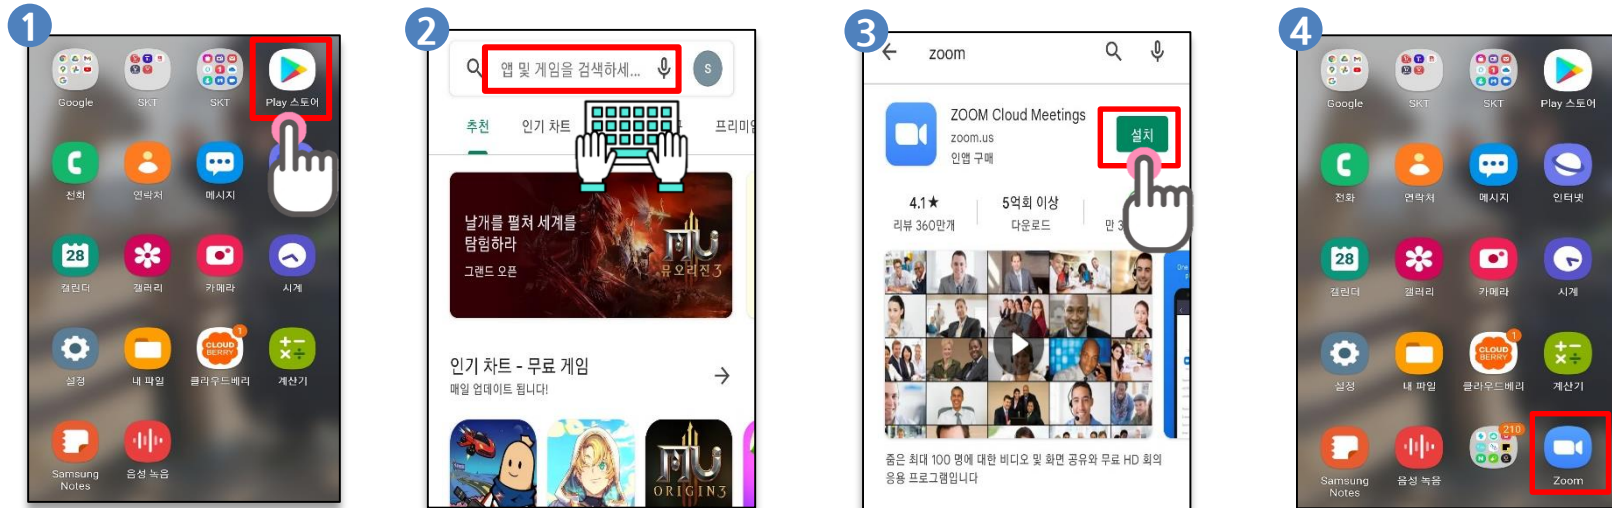 1
Google
SKT
SKT
Play 스토어
전화
연락처
메시지
28
캘린더
갤러리
카메라
시계
설정
내 파일
CLOUD
BERRY
1
클라우드베리
계산기
Samsung
Notes
음성 녹음
2
앱 및 게임을 검색하세...
S
추천
인기 차트
프리미엄
날개를 펼쳐 세계를
탐험하라
그랜드 오픈
뮤오리진3
인기 차트 - 무료 게임
매일 업데이트 됩니다!
ORIGIN3
3
zoom
ZOOM Cloud Meetings
zoom.us
인앱 구매
설치
4.1★
리뷰 360만개
5억회 이상
다운로드
만 3
줌은 최대 100 명에 대한 비디오 및 화면 공유와 무료 HD 회의
응용 프로그램입니다
4
Google
SKT
SKT
Play 스토어
전화
연락처
메시지
인터넷
28
캘린더
갤러리
카메라
시계
설정
내 파일
CLOUD
BERRY
1
클라우드베리
계산기
Samsung
Notes
음성 녹음
210
Zoom